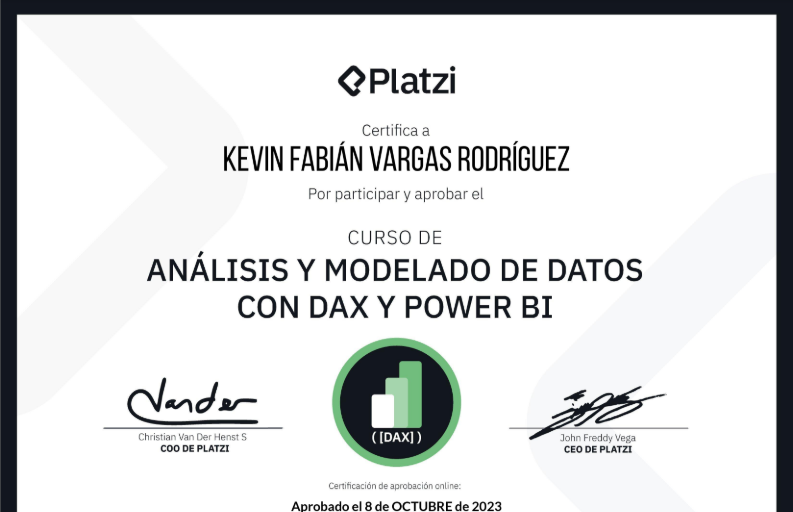 Platzi
Certifica a
KEVIN FABIÁN VARGAS RODRÍGUEZ
Por participar y aprobar el
CURSO DE
ANÁLISIS Y MODELADO DE DATOS
CON DAX Y POWER BI
([DAX])
Christian Van Der Henst S
COO DE PLATZI
John Freddy Vega
CEO DE PLATZI
Certificación de aprobación online:
Aprobado el 8 de OCTUBRE de 2023